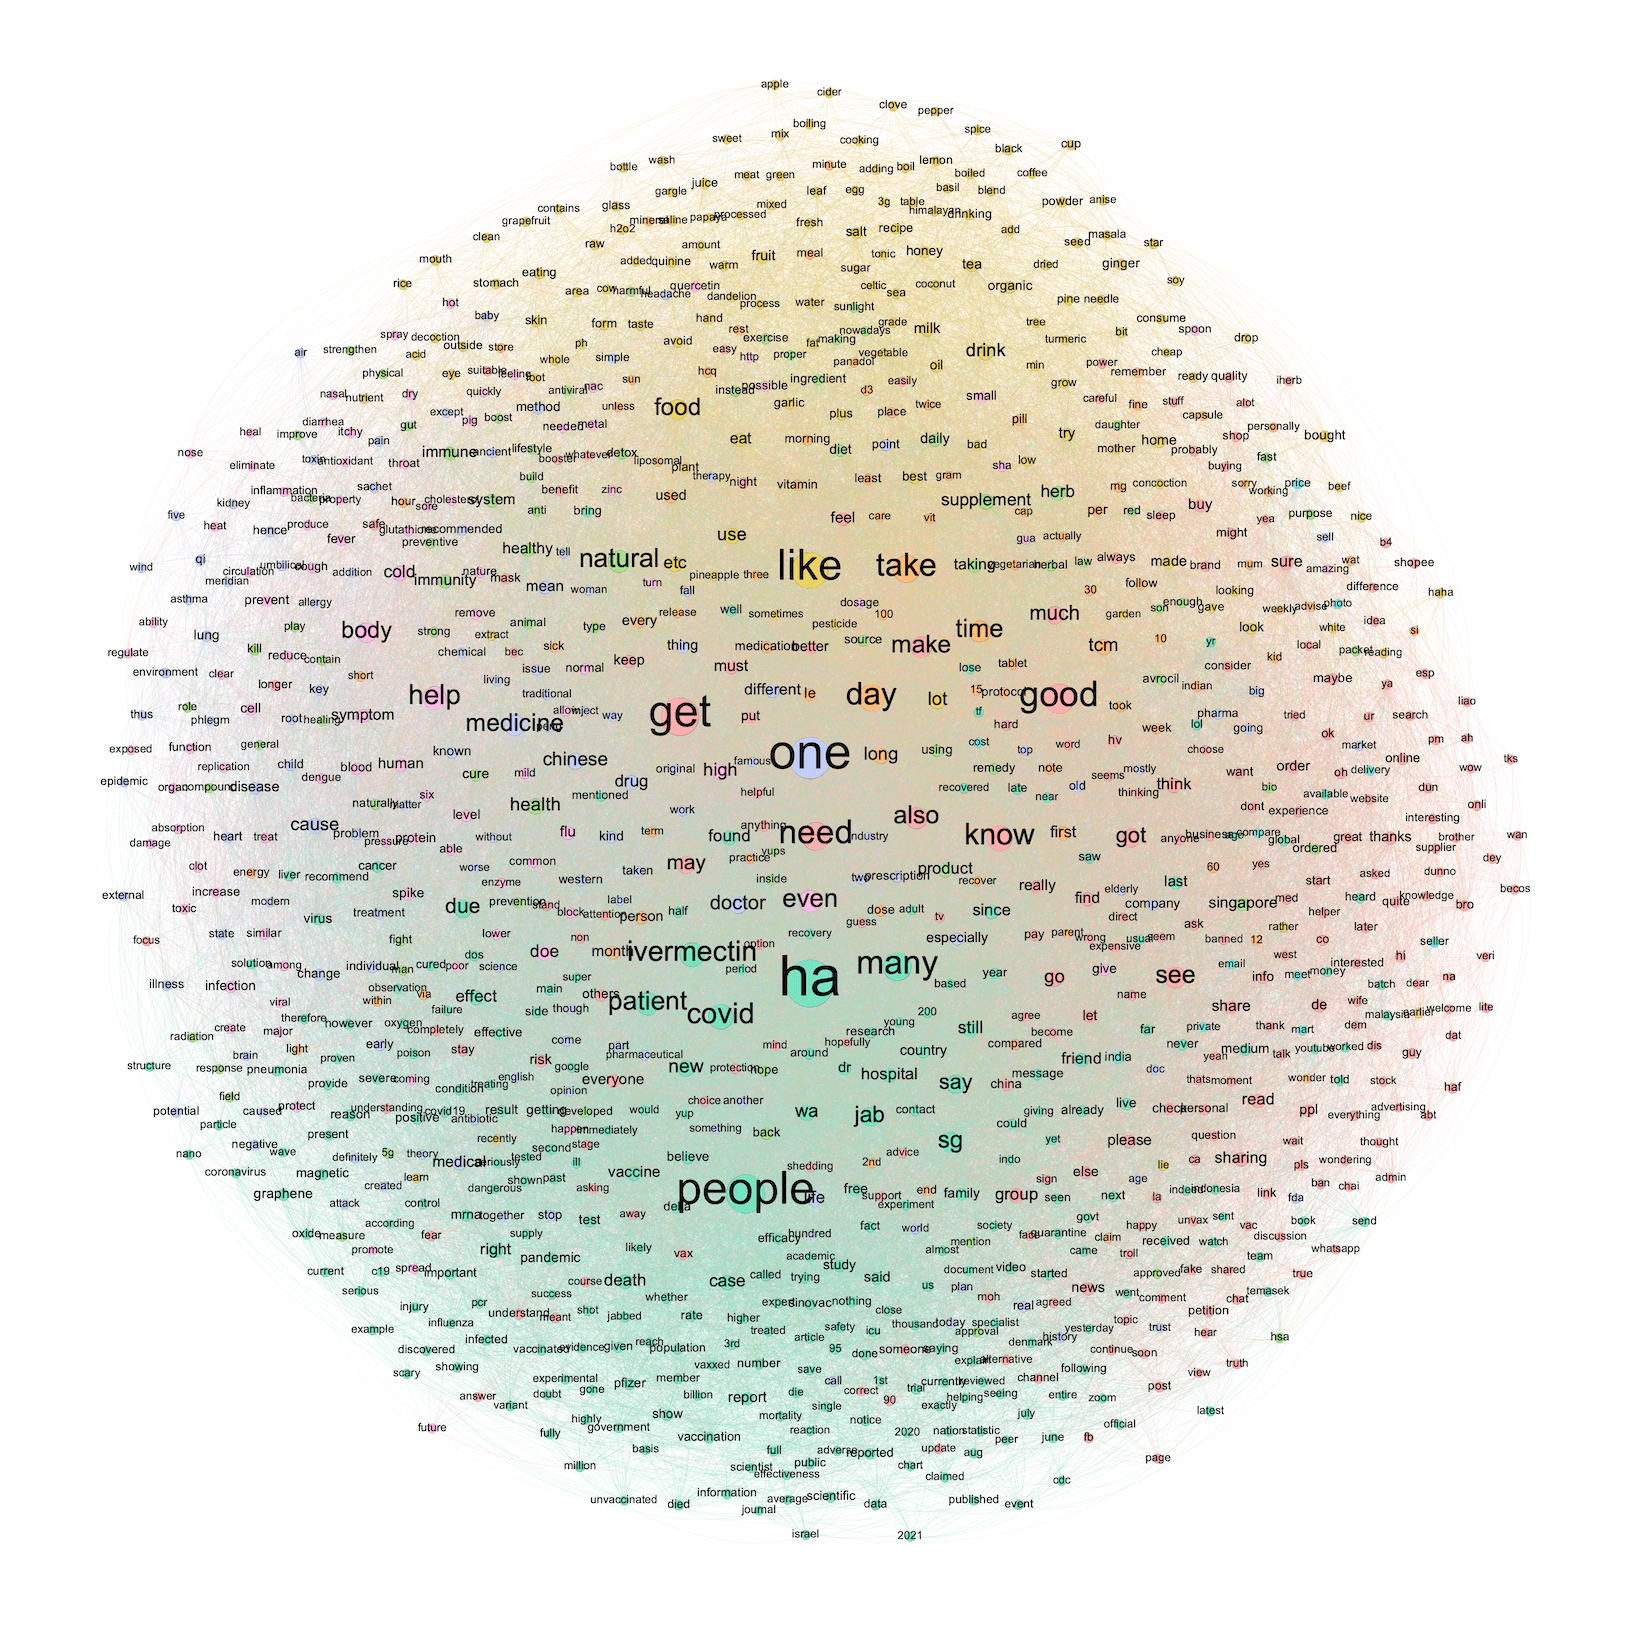 apple
cider
clove
pepper
boiling
spice
sweet
mix
cooking
black
cup
bottle
wash
minute
adding
boil
lemon
boiled
coffee
juice
meat
green
gargle
leaf
egg
basil
blend
contains
glass
3g
table
himalayan
drinking
powder
anise
grapefruit
h2o2
mineral
saline
papaya
processed
mixed
fresh
salt
recipe
add
masala
clean
raw
amount
fruit
meal
tonic
honey
seed
star
mouth
added
quinine
warm
sugar
tea
dried
ginger
rice
stomach
eating
area
cow
harmful
headache
quercetin
dandelion
process
water
celtic
sea
coconut
organic
pine needle
soy
hot
baby
skin
form
taste
hand
rest
sunlight
grade
milk
tree
consume
spoon
air
spray
decoction
strengthen
acid
outside
store
ph
avoid
exercise
fat
making
nowadays
turmeric
bit
drop
physical
eye
suitable
feeling
foot
whole
simple
easy
http
proper
panadol
vegetable
oil
drink
min
power
remember
cheap
ready
quality
iherb
nasal
nutrient
dry
quickly
antiviral
nac
sun
hcq
instead
possible
ingredient
d3
easily
small
grow
careful
fine
stuff
capsule
alot
diarrhea
itchy
gut
except
pig
boost
method
needed
metal
unless
food
garlic
plus
place
twice
pill
try
daughter
home
shop
personally
bought
heal
improve
pain
immune
ancient
lifestyle
whatever
detox
eat
morning
diet
point
daily
bad
mother
probably
buying
fast
nose
eliminate
toxin
antioxidant
throat
booster
liposomal
plant
therapy
night
vitamin
least
best
gram
sha
low
mg
concoction
sorry
working
price
beef
kidney
inflammation
bacteria
property
sachet
hour
sore
cholesterol
system
build
benefit
zinc
used
supplement
herb
cap
per
red
sleep
buy
purpose
nice
five
heat
hence
produce
safe
glutathione
recommended
anti
bring
feel
care
vit
might
yea
sell
b4
wind
qi
umbilical
fever
preventive
healthy
tell
natural
etc
use
like
take
taking
gua
actually
vegetarian
herbal
law
always
made
brand
mum
sure
wat
amazing
shopee
circulation
cough
addition
cold
immunity
nature
mask
mean
woman
turn
fall
pineapple
three
30
follow
looking
difference
haha
meridian
asthma
prevent
allergy
remove
animal
release
well
sometimes
dosage
100
much
garden
son
enough
gave
weekly
advise
photo
idea
ability
lung
play
body
strong
extract
type
every
pesticide
time
tcm
10
yr
look
white
local
packet
reading
si
regulate
kill
reduce
contain
chemical
bec
sick
thing
medication
better
source
make
lose
tablet
consider
kid
environment
clear
longer
key
short
living
issue
normal
keep
must
avrocil
indian
big
maybe
ya
esp
thus
role
phlegm
cell
root
healing
symptom
help
traditional
different
le
day
lot
15
protocol
good
took
pharma
tried
ur
search
liao
exposed
function
general
medicine
allow
inject
way
get
put
tf
hard
week
lol
going
ok
pm
ah
replication
child
blood
human
known
chinese
one
famous
long
using
cost
top
word
hv
choose
market
online
epidemic
organ
compound
disease
dengue
cure
mild
drug
original
high
remedy
note
seems
mostly
want
order
oh
delivery
wow
tks
naturally
matter
six
health
mentioned
helpful
recovered
late
near
old
thinking
think
dont
bio
available
website
dun
onli
absorption
damage
heart
treat
cause
problem
pressure
protein
level
without
flu
kind
work
term
found
anything
need
industry
also
know
first
got
anyone
business
ago
compare
global
experience
great
thanks
interesting
brother
supplier
wan
clot
energy
liver
recommend
cancer
able
worse
common
western
taken
may
practice
yups
saw
60
yes
ordered
asked
dunno
dey
external
toxic
increase
modern
virus
treatment
spike
enzyme
prevention
label
inside
two
prescription
product
recover
really
find
elderly
company
last
singapore
med
start
heard
quite
knowledge
bro
becos
state
similar
fight
due
lower
stand
block
attention
person
half
doctor
even
guess
dose
adult
tv
since
direct
ask
rather
helper
later
focus
solution
among
change
individual
man
cured
poor
dos
science
non
doe
month
ivermectin
recovery
option
especially
pay
parent
wrong
expensive
usual
seem
banned
12
west
co
interested
hi
seller
veri
illness
infection
observation
within
via
effect
super
main
others
period
ha
many
based
year
go
give
see
email
info
meet
money
batch
dear
na
viral
therefore
however
oxygen
failure
completely
effective
side
though
patient
covid
young
200
name
share
de
wife
malaysia
earlier
welcome
lite
radiation
create
major
brain
light
early
poison
stay
come
part
pharmaceutical
mind
research
hopefully
still
agree
become
let
far
private
never
thank
mart
dem
youtube
worked
dis
guy
dat
structure
response
pneumonia
proven
severe
coming
condition
treating
english
risk
google
opinion
everyone
new
protection
hope
around
dr
country
hospital
compared
china
message
friend
india
doc
yeah
medium
talk
thats
moment
wonder
told
stock
haf
field
provide
potential
caused
protect
particle
reason
understanding
covid19
positive
antibiotic
result
getting
developed
would
choice
another
yup
wa
jab
contact
say
giving
already
live
check
personal
read
ppl
everything
advertising
abt
nano
negative
wave
present
definitely
5g
theory
recently
happen
immediately
second
stage
something
back
sg
could
yet
please
question
wait
thought
coronavirus
magnetic
learn
medical
seriously
tested
ill
vaccine
believe
shedding
2nd
advice
indo
lie
ca
sharing
pls
wondering
graphene
created
attack
control
dangerous
shown
past
asking
people
life
free
support
end
experiment
family
group
sign
seen
else
age
next
la
indeed
indonesia
link
fda
ban
chai
admin
oxide
measure
according
mrna
together
stop
test
away
delta
efficacy
hundred
fact
world
society
fade
quarantine
govt
happy
unvax
sent
vac
book
send
current
promote
c19
fear
spread
important
right
supply
pandemic
likely
vax
academic
almost
mention
came
claim
troll
received
watch
discussion
whatsapp
serious
injury
pcr
course
success
death
case
called
trying
study
said
us
document
plan
video
started
approved
fake
shared
team
true
example
influenza
understand
meant
shot
jabbed
whether
rate
higher
expert
sinovac
nothing
close
moh
real
agreed
news
went
comment
chat
temasek
discovered
infected
vaccinated
evidence
given
reach
population
3rd
treated
article
safety
icu
thousand
today
specialist
approval
denmark
history
yesterday
topic
trust
petition
hear
hsa
scary
showing
experimental
vaxxed
number
save
95
done
someone
saying
explain
alternative
continue
soon
truth
answer
variant
doubt
gone
pfizer
member
billion
report
die
call
correct
1st
trial
currently
reviewed
helping
seeing
channel
following
entire
zoom
post
view
future
fully
highly
government
show
vaccination
mortality
single
90
notice
exactly
july
official
latest
million
basis
full
reaction
adverse
reported
2020
nation
statistic
peer
june
fb
page
unvaccinated
scientist
effectiveness
public
chart
update
claimed
aug
cdc
died
information
journal
average
scientific
data
published
event
israel
2021